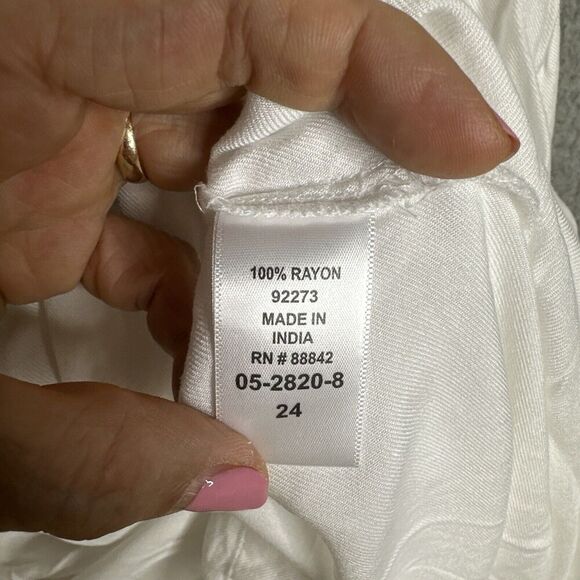 100% RAYON
92273
MADE IN
INDIA
RN # 88842
05-2820-8
24